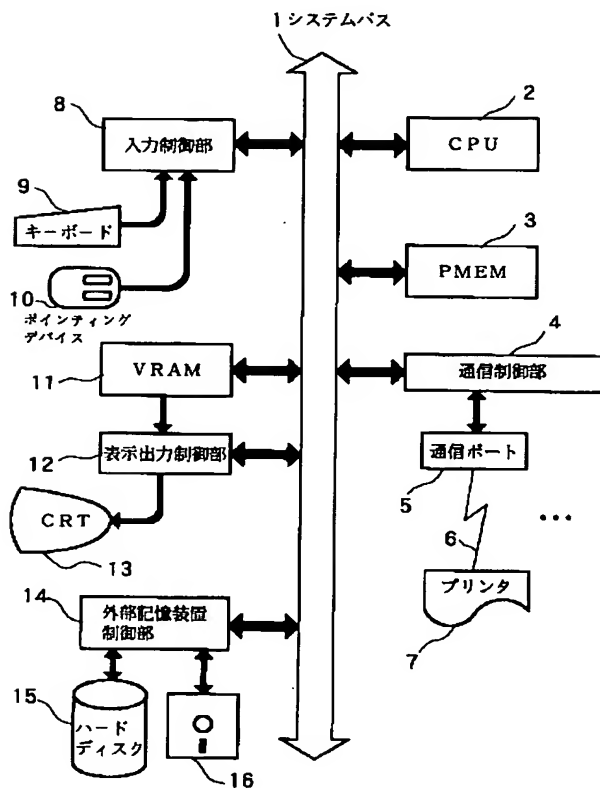 1 システムバス
8
入力制御部
2
CPU
9
キーボード
3
PMEM
10
ポインティング
デバイス
4
通信制御部
11
VRAM
12
表示出力制御部
通信ポート
5
6
...
CRT
13
プリンタ
7
14
外部記憶装置
制御部
15
ハード
ディスク
16